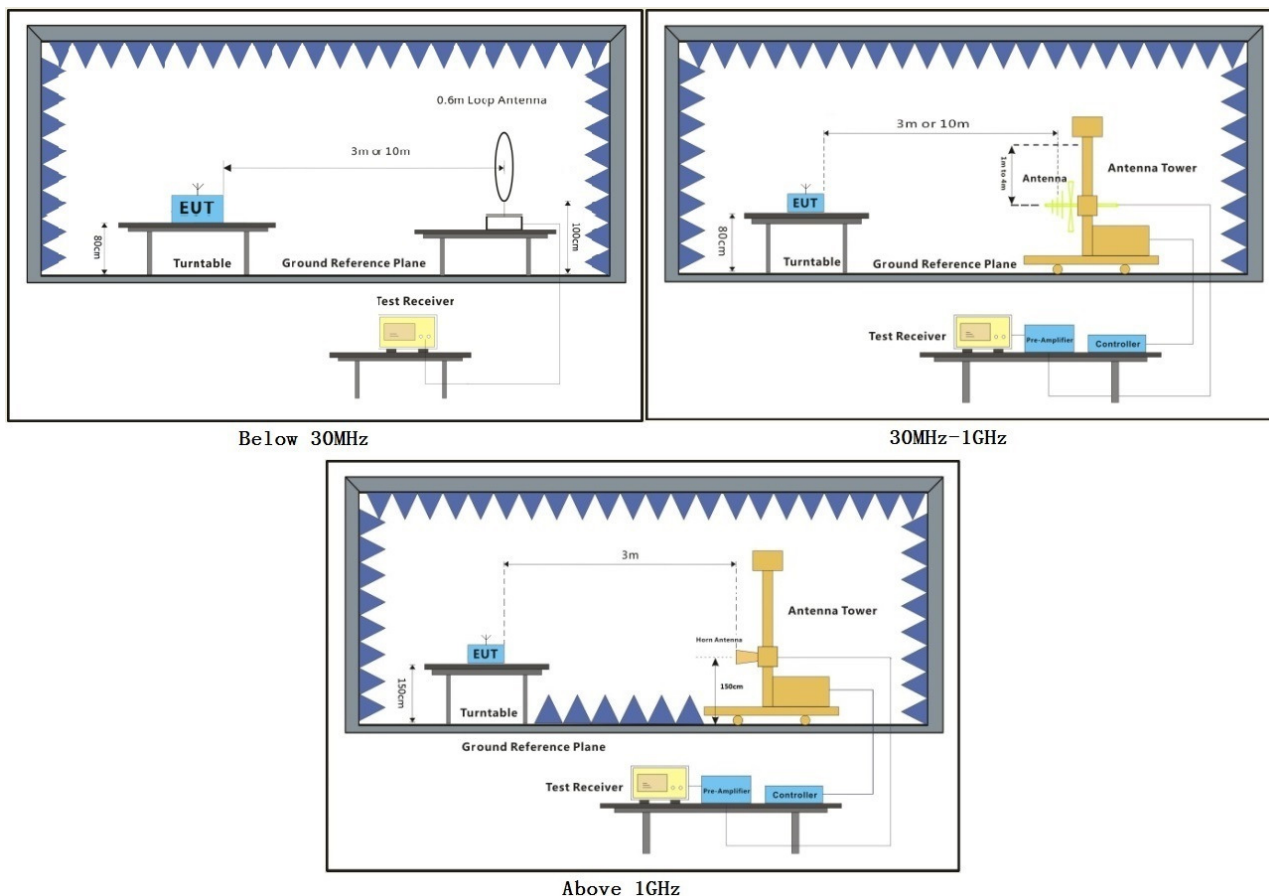 0.6m Loop Antenna
3m or 10m
EUT
80cm
100cm
Turntable
Ground Reference Plane
Test Receiver
Below 30MHz
3m or 10m
1m to 4m
Antenna
Antenna Tower
EUT
80cm
Turntable
Ground Reference Plane
Test Receiver
Pre-Amplifier
Controller
30MHz-1GHz
3m
Antenna Tower
Horn Antenna
EUT
150cm
150cm
Turntable
Ground Reference Plane
Test Receiver
Pre-Amplifier
Controller
Above 1GHz